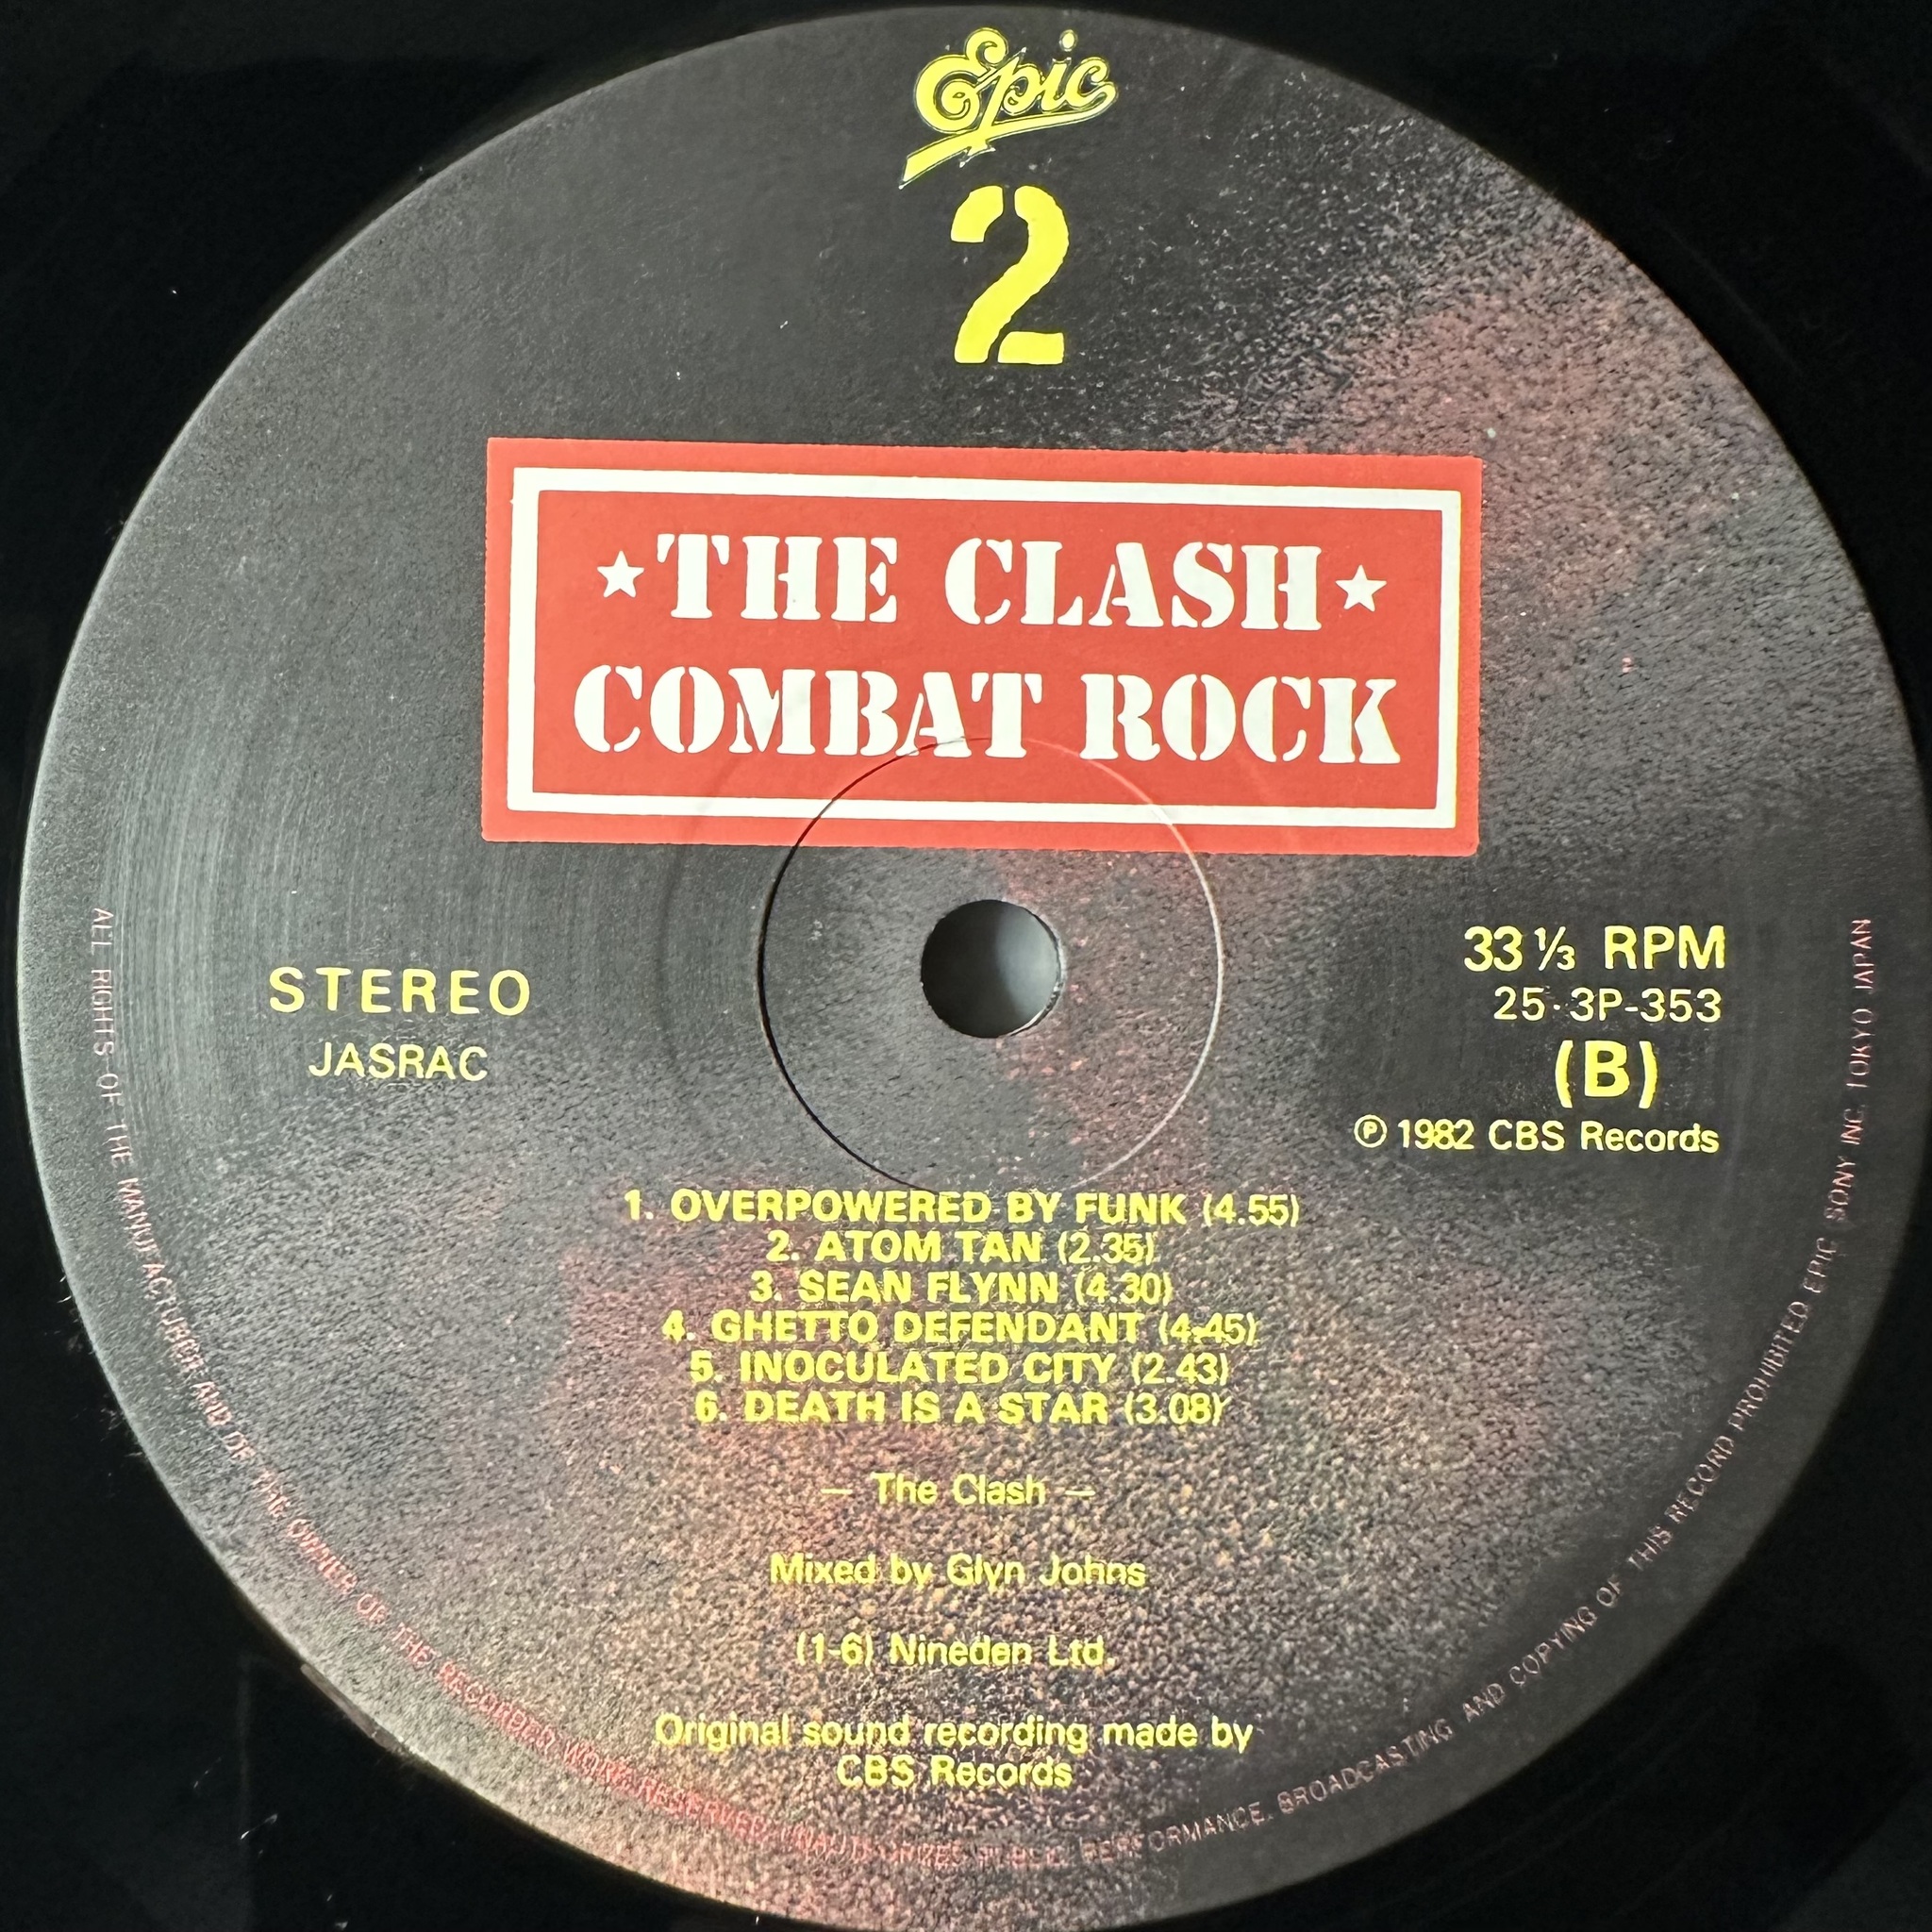 Epic
2
★THE CLASH★
COMBAT ROCK
STEREO
JASRAC
33 ⅓ RPM
25·3P-353
(B)
℗ 1982 CBS Records
1. OVERPOWERED BY FUNK (4.55)
2. ATOM TAN (2.35)
3. SEAN FLYNN (4.30)
4. GHETTO DEFENDANT (4.45)
5. INOCULATED CITY (2.43)
6. DEATH IS A STAR (3.08)
— The Clash —
Mixed by Glyn Johns
(1-6) Nineden Ltd.
Original sound recording made by
CBS Records
ALL RIGHTS OF THE MANUFACTURER AND OF THE OWNER OF THE RECORDED WORK RESERVED UNAUTHORIZED PUBLIC PERFORMANCE. BROADCASTING AND COPYING OF THIS RECORD PROHIBITED EPIC SONY INC. TOKYO JAPAN